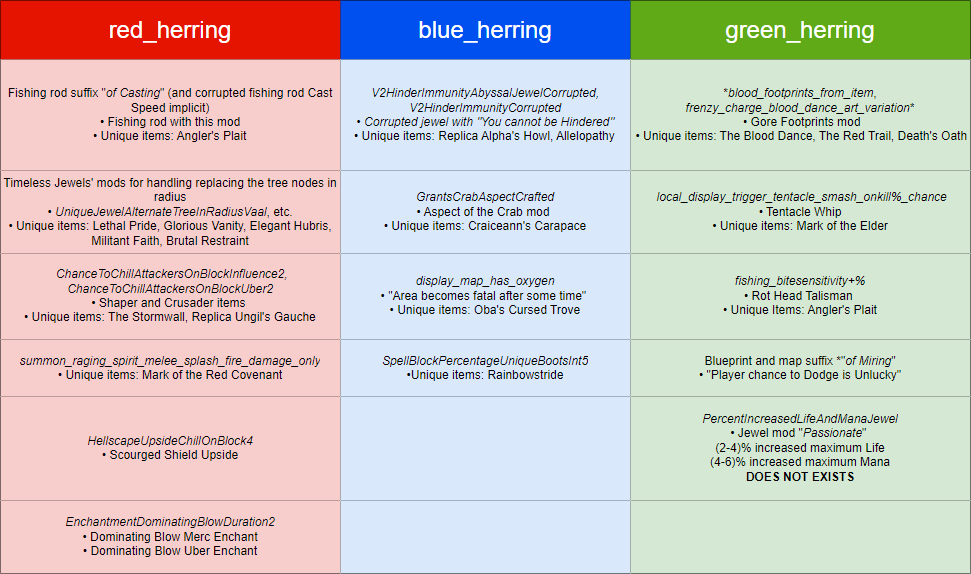 red_herring
blue_herring
green_herring
Fishing rod suffix "of Casting" (and corrupted fishing rod Cast
Speed implicit)
• Fishing rod with this mod
• Unique items: Angler's Plait
V2HinderImmunityAbyssalJewelCorrupted,
V2HinderImmunityCorrupted
• Corrupted jewel with "You cannot be Hindered"
• Unique items: Replica Alpha's Howl, Allelopathy
*blood_footprints_from_item,
frenzy_charge_blood_dance_art_variation*
• Gore Footprints mod
• Unique items: The Blood Dance, The Red Trail, Death's Oath
Timeless Jewels' mods for handling replacing the tree nodes in
radius
• UniqueJewelAlternateTreeInRadiusVaal, etc.
• Unique items: Lethal Pride, Glorious Vanity, Elegant Hubris,
Militant Faith, Brutal Restraint
GrantsCrabAspectCrafted
• Aspect of the Crab mod
• Unique items: Craiceann's Carapace
local_display_trigger_tentacle_smash_onkill%_chance
• Tentacle Whip
• Unique items: Mark of the Elder
ChanceToChillAttackersOnBlockInfluence2,
ChanceToChillAttackersOnBlockUber2
• Shaper and Crusader items
• Unique items: The Stormwall, Replica Ungil's Gauche
display_map_has_oxygen
• "Area becomes fatal after some time"
• Unique items: Oba's Cursed Trove
fishing_bitesensitivity+%
• Rot Head Talisman
• Unique Items: Angler's Plait
summon_raging_spirit_melee_splash_fire_damage_only
• Unique items: Mark of the Red Covenant
SpellBlockPercentageUniqueBootsInt5
•Unique items: Rainbowstride
Blueprint and map suffix *"of Miring"
• "Player chance to Dodge is Unlucky"
HellscapeUpsideChillOnBlock4
• Scourged Shield Upside
PercentIncreasedLifeAndManaJewel
• Jewel mod "Passionate"
(2-4)% increased maximum Life
(4-6)% increased maximum Mana
DOES NOT EXISTS
EnchantmentDominatingBlowDuration2
• Dominating Blow Merc Enchant
• Dominating Blow Uber Enchant